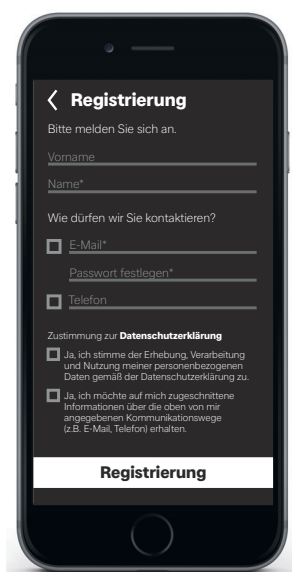 Registrierung
Bitte melden Sie sich an.
Vorname
Name*
Wie dürfen wir Sie kontaktieren?
E-Mail*
Passwort festlegen*
Telefon
Zustimmung zur Datenschutzerklärung
Ja, ich stimme der Erhebung, Verarbeitung
und Nutzung meiner personenbezogenen
Daten gemäß der Datenschutzerklärung zu.
Ja, ich möchte auf mich zugeschnittene
Informationen über die oben von mir
angegebenen Kommunikationswege
(z.B. E-Mail, Telefon) erhalten.
Registrierung